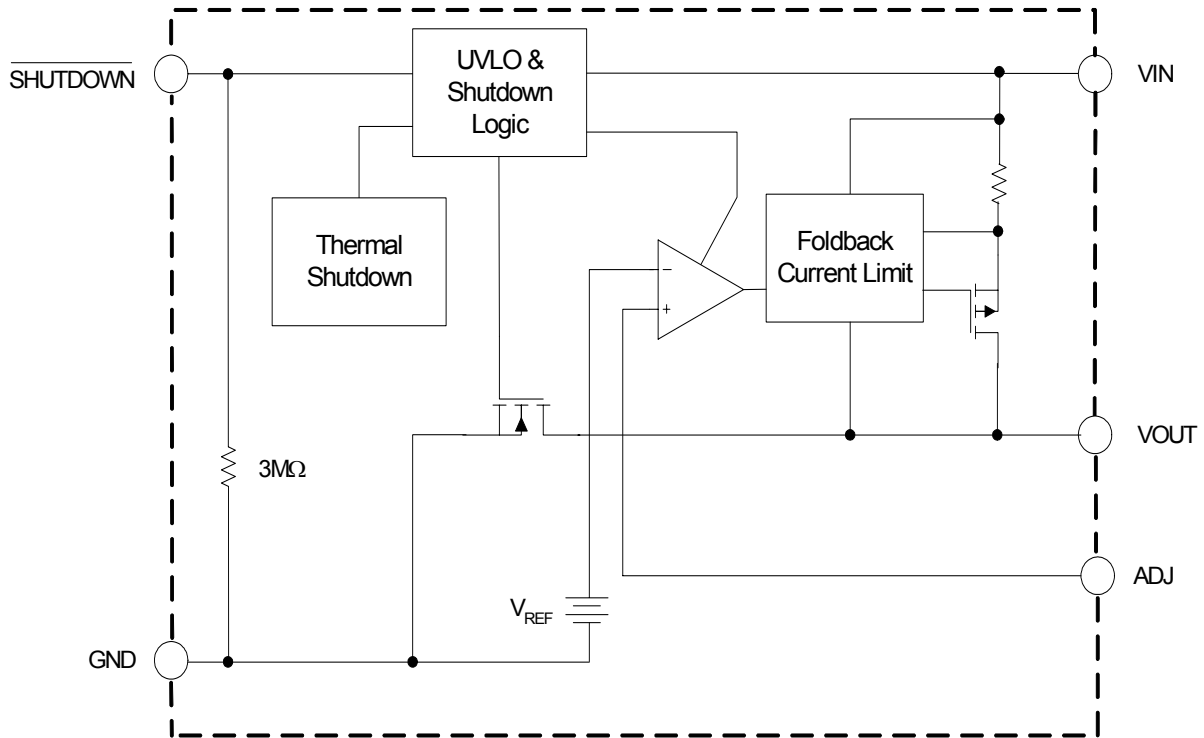 SHUTDOWN
UVLO &
Shutdown
Logic
VIN
Thermal
Shutdown
−
+
Foldback
Current Limit
3MΩ
VOUT
VREF
ADJ
GND